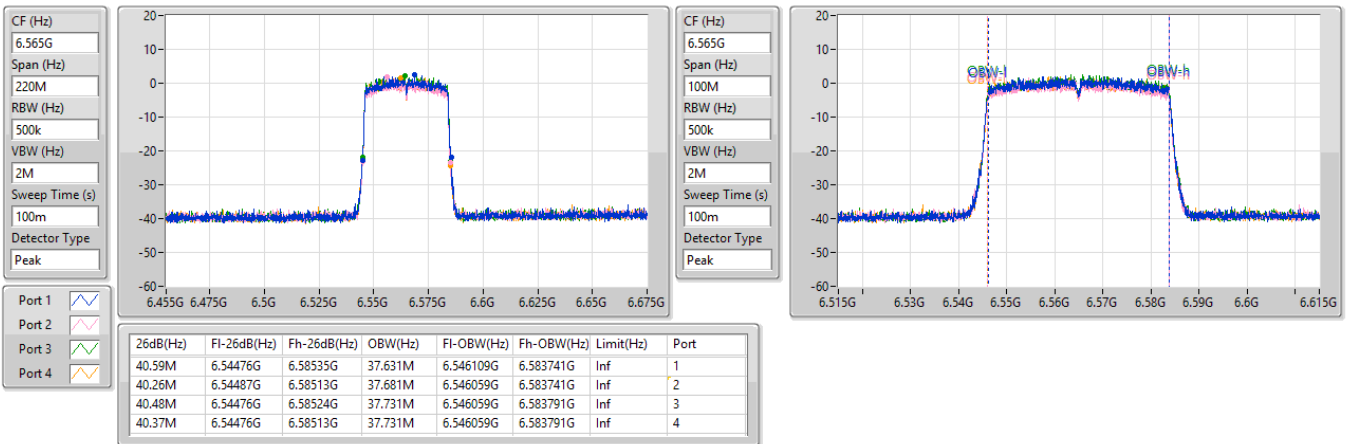 CF (Hz)
6.565G
Span (Hz)
220M
RBW (Hz)
500k
VBW (Hz)
2M
Sweep Time (s)
100m
Detector Type
Peak
20
10
0
-10
-20
-30
-40
-50
-60
6.455G 6.475G 6.5G 6.525G 6.55G 6.575G 6.6G 6.625G 6.65G 6.675G
CF (Hz)
6.565G
Span (Hz)
100M
RBW (Hz)
500k
VBW (Hz)
2M
Sweep Time (s)
100m
Detector Type
Peak
20
10
0
-10
-20
-30
-40
-50
-60
OBW-l OBW-h
6.515G 6.53G 6.54G 6.55G 6.56G 6.57G 6.58G 6.59G 6.6G 6.615G
Port 1
Port 2
Port 3
Port 4
26dB(Hz) Fl-26dB(Hz) Fh-26dB(Hz) OBW(Hz) Fl-OBW(Hz) Fh-OBW(Hz) Limit(Hz) Port
40.59M 6.54476G 6.58535G 37.631M 6.546109G 6.583741G Inf 1
40.26M 6.54487G 6.58513G 37.681M 6.546059G 6.583741G Inf 2
40.48M 6.54476G 6.58524G 37.731M 6.546059G 6.583791G Inf 3
40.37M 6.54476G 6.58513G 37.731M 6.546059G 6.583791G Inf 4